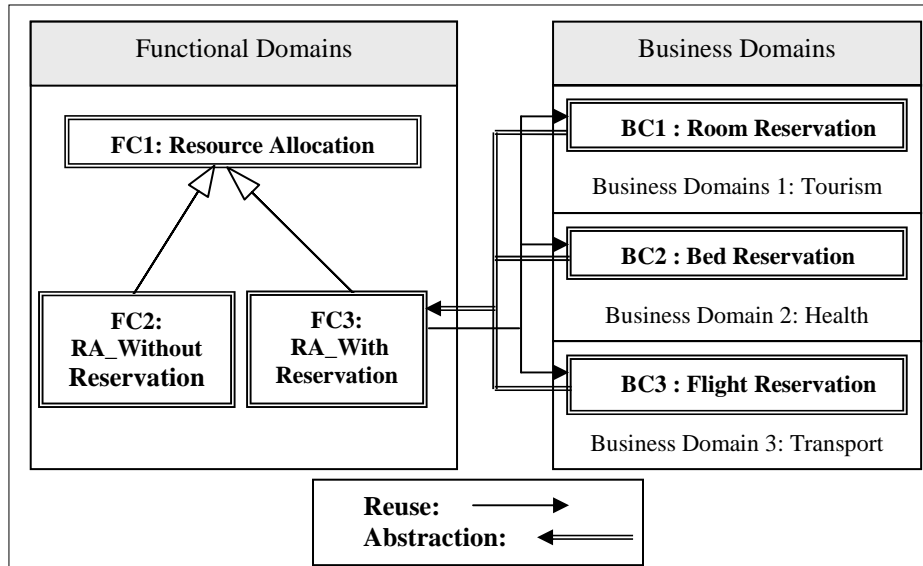 Functional Domains
FC1: Resource Allocation
FC2:
RA_Without
Reservation
FC3:
RA_With
Reservation
Business Domains
BC1 : Room Reservation
Business Domains 1: Tourism
BC2 : Bed Reservation
Business Domain 2: Health
BC3 : Flight Reservation
Business Domain 3: Transport
Reuse:
Abstraction: